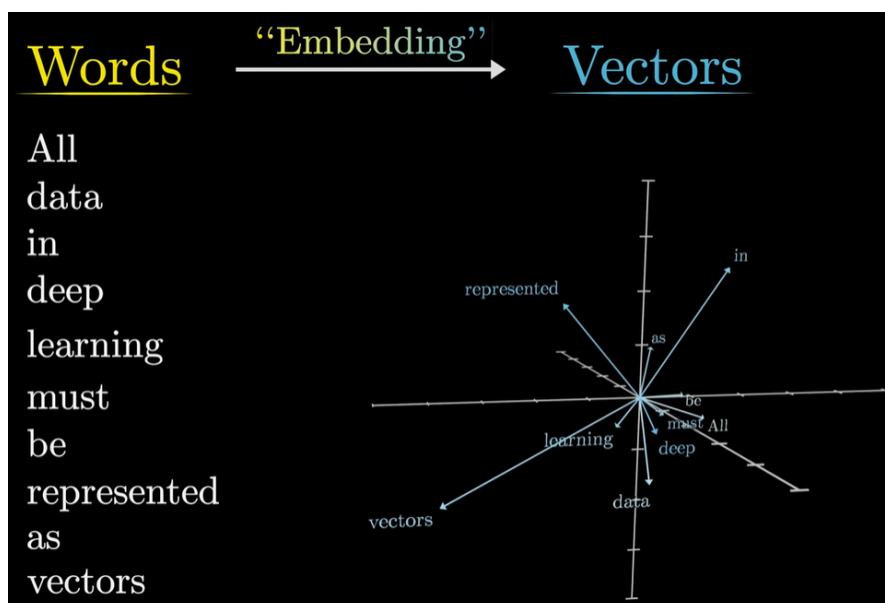 Words
“Embedding”
Vectors
All
data
in
deep
learning
must
be
represented
as
vectors
in
represented
as
be
must
All
learning
deep
data
vectors